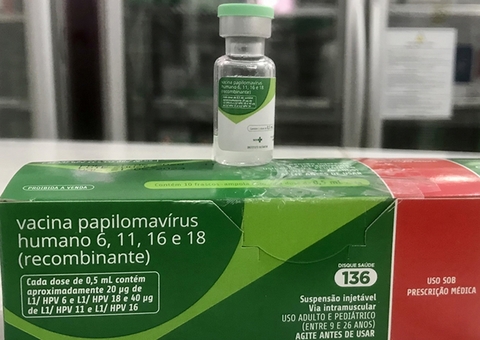 vacina papilomavírus
humano 6, 11, 16 e 18
(recombinante)
PROIBIDA A VENDA
vacina papilomavírus
humano 6, 11, 16 e 18
(recombinante)
Cada dose de 0,5 mL contém
aproximadamente 20 µg de
L1/ HPV 6 e L1/ HPV 18 e 40 µg
de L1/ HPV 11 e L1/ HPV 16
DISQUE SAÚDE
136
Suspensão injetável
Via intramuscular
USO ADULTO E PEDIÁTRICO
(ENTRE 9 E 26 ANOS)
AGITE ANTES DE USAR
USO SOB
PRESCRIÇÃO MÉDICA